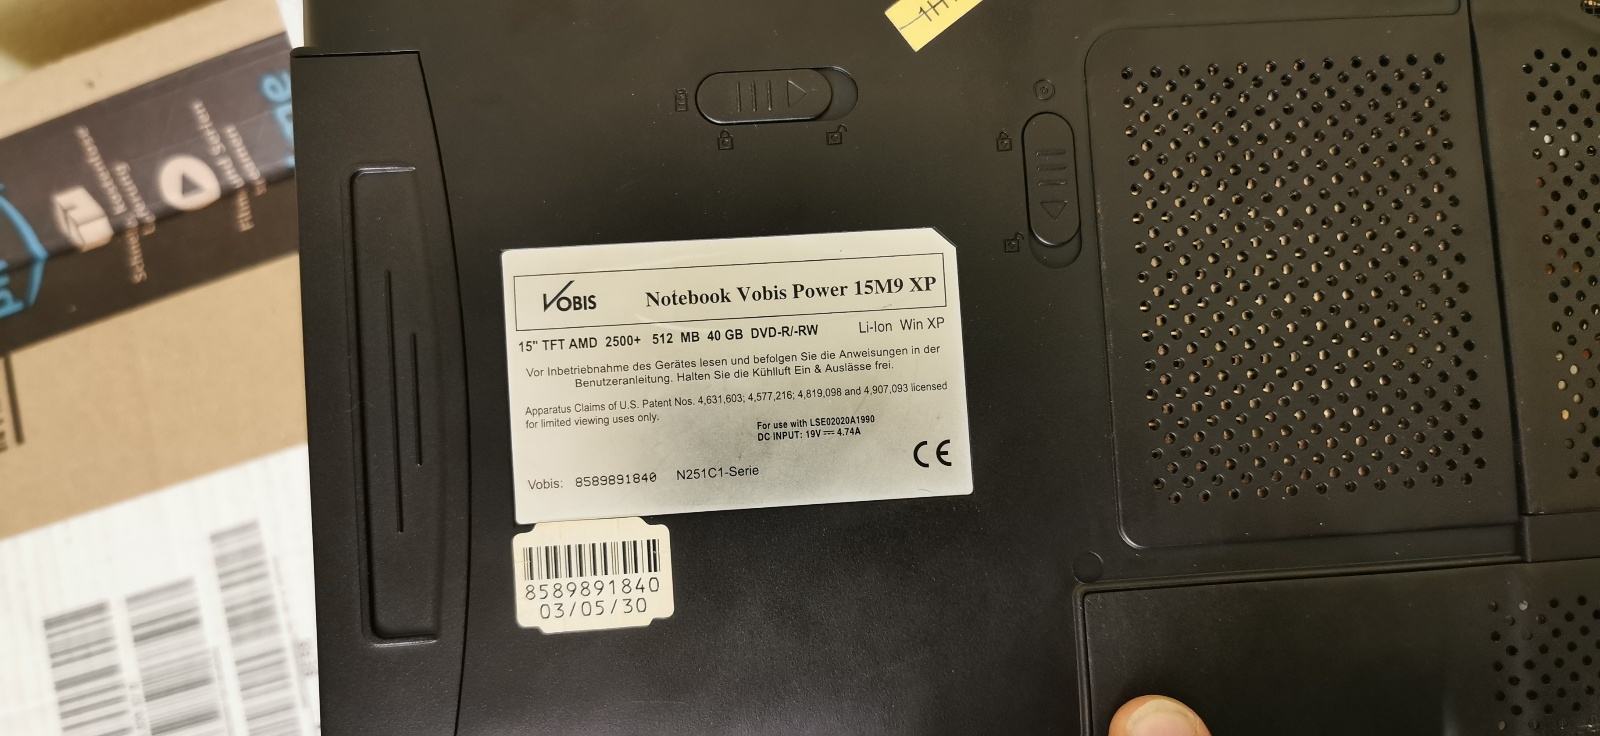 VOBIS Notebook Vobis Power 15M9 XP
15" TFT AMD 2500+ 512 MB 40 GB DVD-R/-RW Li-Ion Win XP
Vor Inbetriebnahme des Gerätes lesen und befolgen Sie die Anweisungen in der
Benutzeranleitung. Halten Sie die Kühlluft Ein & Auslässe frei.
Apparatus Claims of U.S. Patent Nos. 4,631,603; 4,577,216; 4,819,098 and 4,907,093 licensed
for limited viewing uses only.
For use with LSE02020A1990
DC INPUT: 19V ⎓ 4.74A
CE
Vobis: 8589891840 N251C1-Serie
8589891840
03/05/30